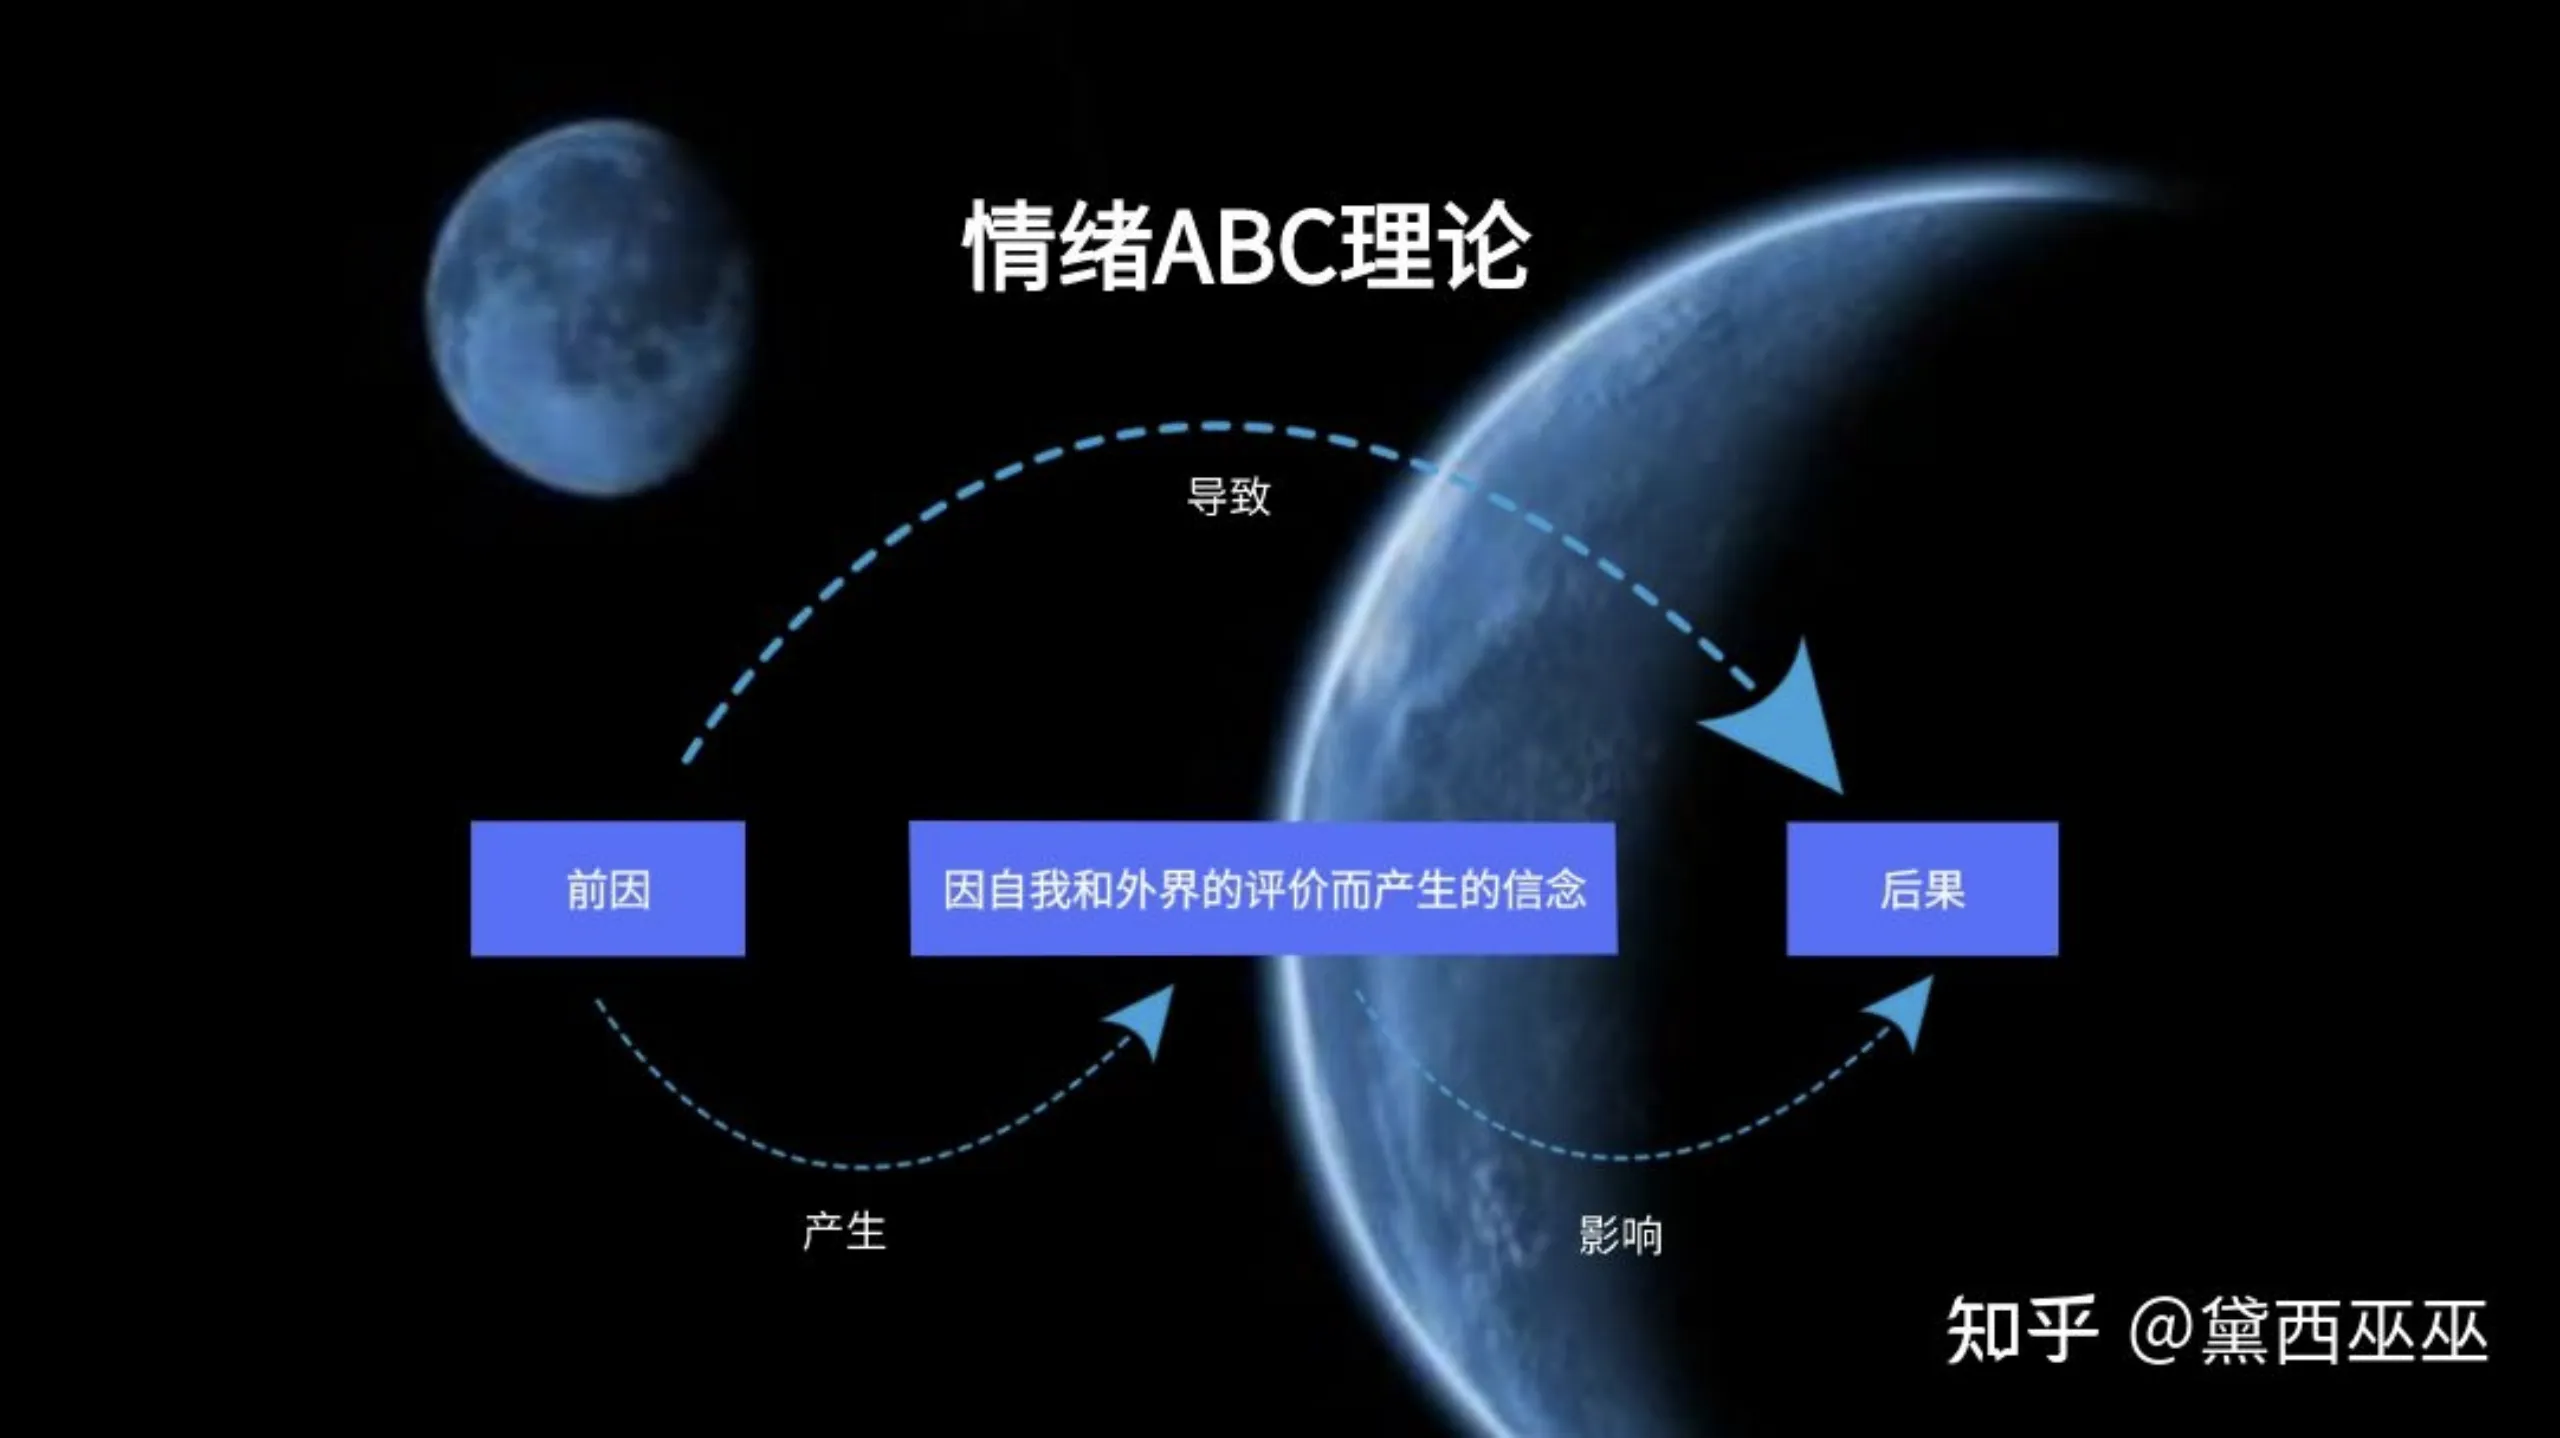 情绪ABC理论
导致
前因
因自我和外界的评价而产生的信念
后果
产生
影响
知乎 @黛西巫巫